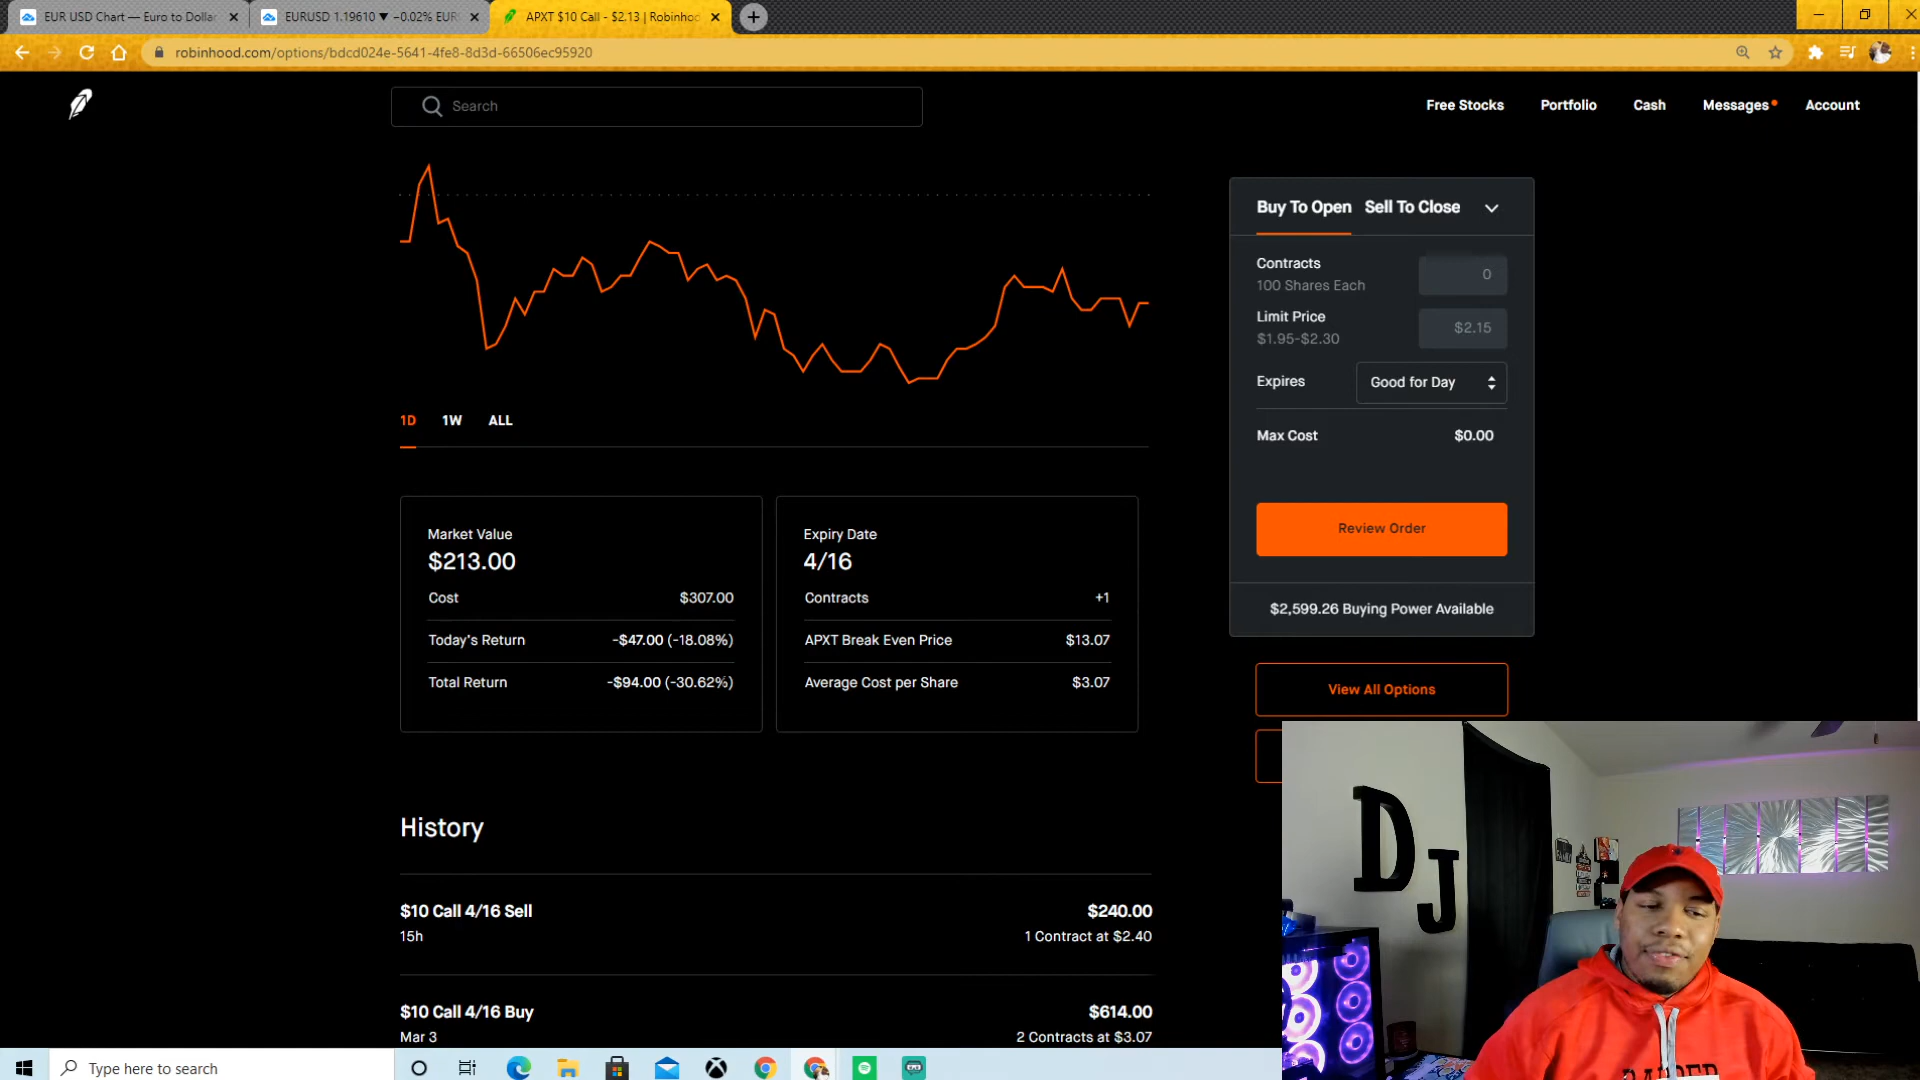 EUR USD Chart — Euro to Dollar
EURUSD 1.19610 ▼ −0.02% EUR
APXT $10 Call - $2.13 | Robinhoo
robinhood.com/options/bdcd024e-5641-4fe8-8d3d-66506ec95920
Search
Free Stocks
Portfolio
Cash
Messages
Account
Buy To Open
Sell To Close
Contracts
100 Shares Each
0
Limit Price
$1.95-$2.30
$2.15
Expires
Good for Day
Max Cost
$0.00
Review Order
$2,599.26 Buying Power Available
View All Options
1D
1W
ALL
Market Value
$213.00
Cost
$307.00
Today's Return
-$47.00 (-18.08%)
Total Return
-$94.00 (-30.62%)
Expiry Date
4/16
Contracts
+1
APXT Break Even Price
$13.07
Average Cost per Share
$3.07
History
$10 Call 4/16 Sell
$240.00
15h
1 Contract at $2.40
$10 Call 4/16 Buy
$614.00
Mar 3
2 Contracts at $3.07
D
J
Type here to search